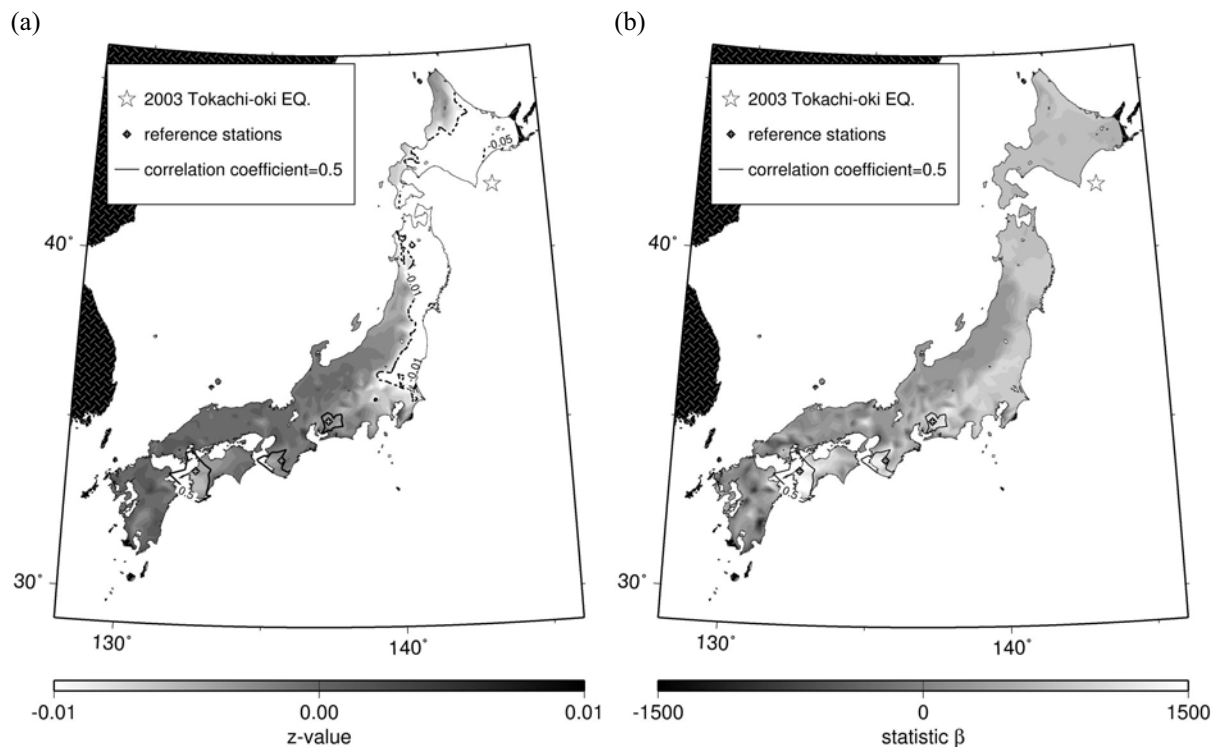 (a)
2003 Tokachi-oki EQ.
reference stations
correlation coefficient=0.5
-0.05
-0.01
-0.01
0.5
40°
30°
130°
140°
-0.01
0.00
0.01
z-value
(b)
2003 Tokachi-oki EQ.
reference stations
correlation coefficient=0.5
0.5
40°
30°
130°
140°
-1500
0
1500
statistic β